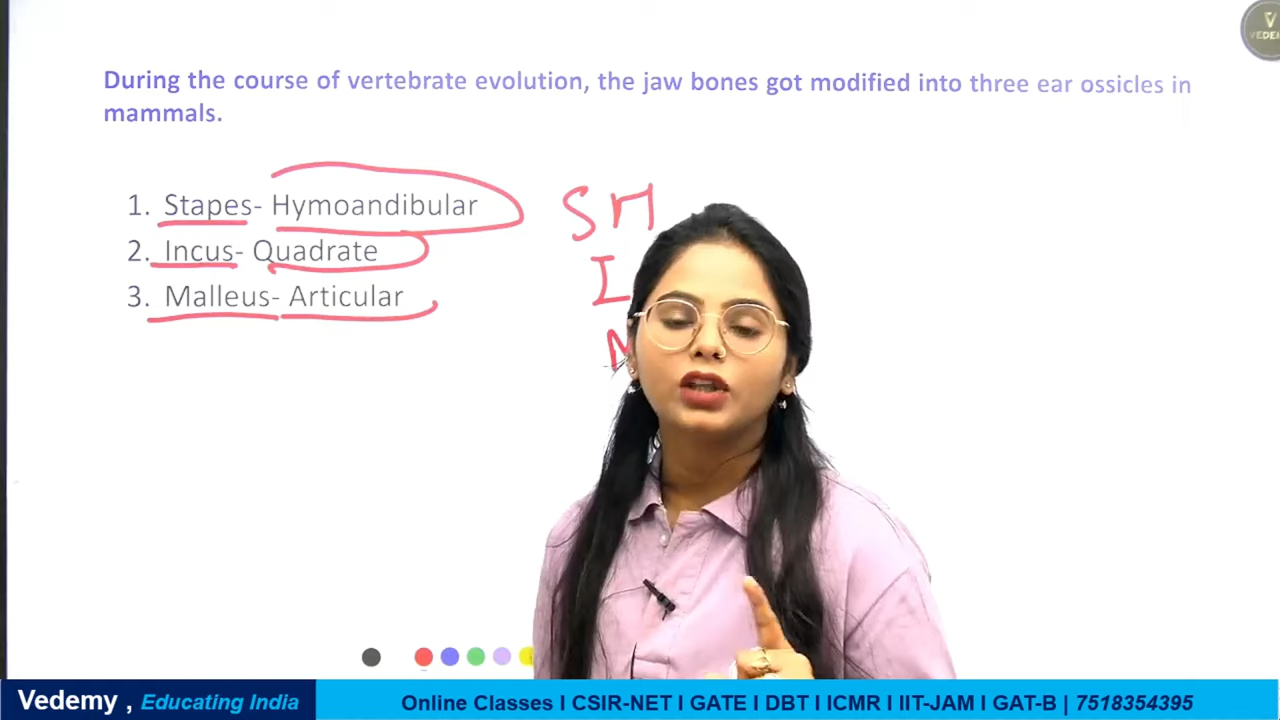 VEDEM
During the course of vertebrate evolution, the jaw bones got modified into three ear ossicles in
mammals.
1. Stapes- Hymoandibular
2. Incus- Quadrate
3. Malleus- Articular
I
Vedemy , Educating India
Online Classes I CSIR-NET I GATE I DBT I ICMR I IIT-JAM I GAT-B I 7518354395